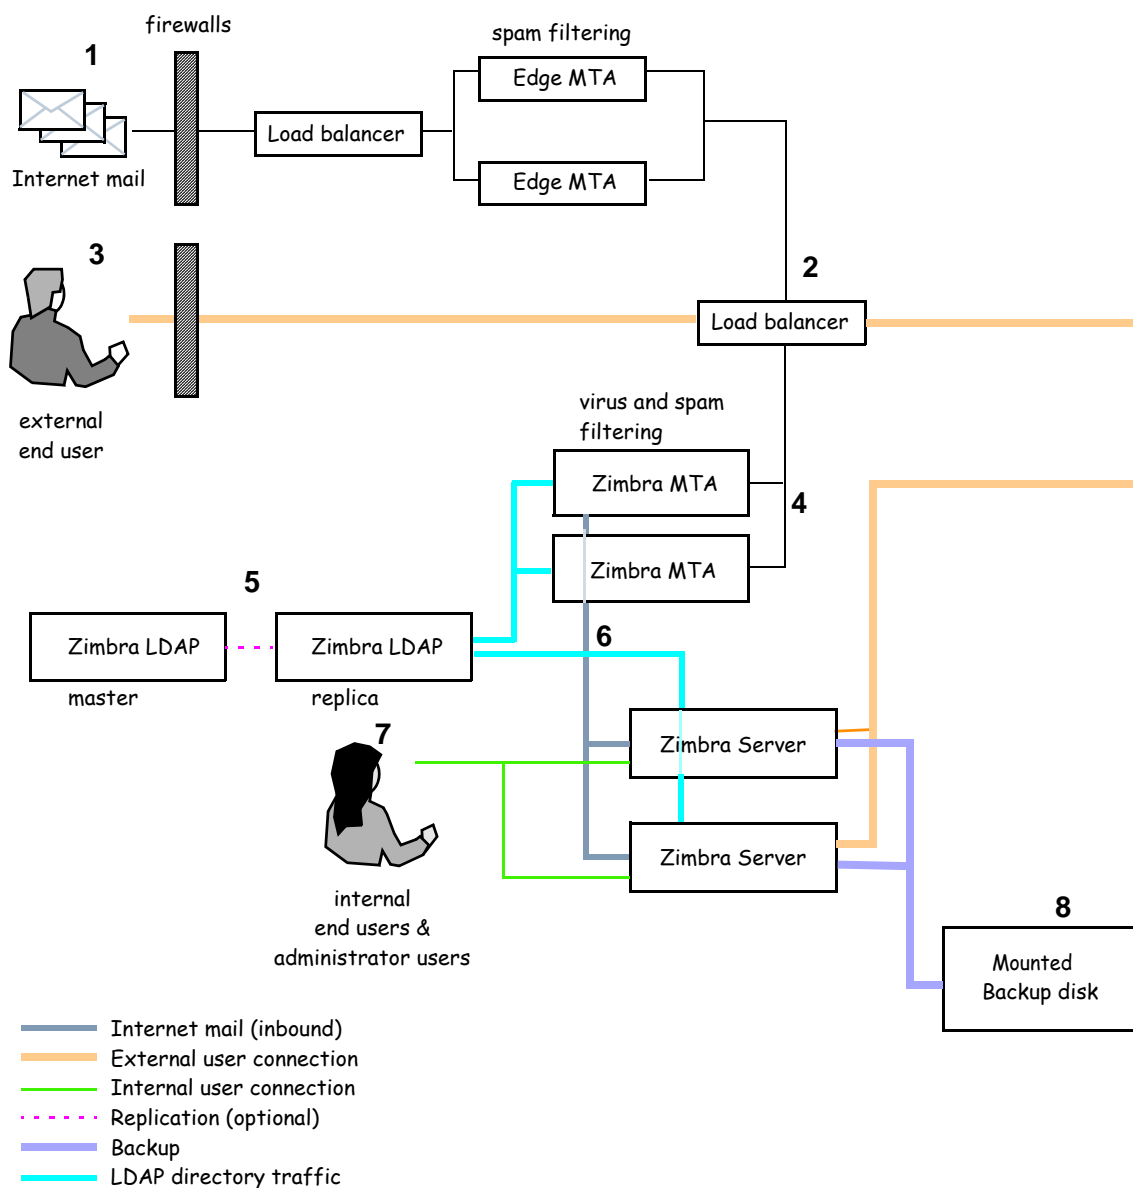 firewalls
spam filtering
1
Edge MTA
Load balancer
Internet mail
Edge MTA
3
2
Load balancer
external
end user
virus and spam
filtering
Zimbra MTA
4
Zimbra MTA
5
6
Zimbra LDAP
Zimbra LDAP
master
replica
7
Zimbra Server
Zimbra Server
internal
end users &
administrator users
8
Mounted
Backup disk
Internet mail (inbound)
External user connection
Internal user connection
Replication (optional)
Backup
LDAP directory traffic